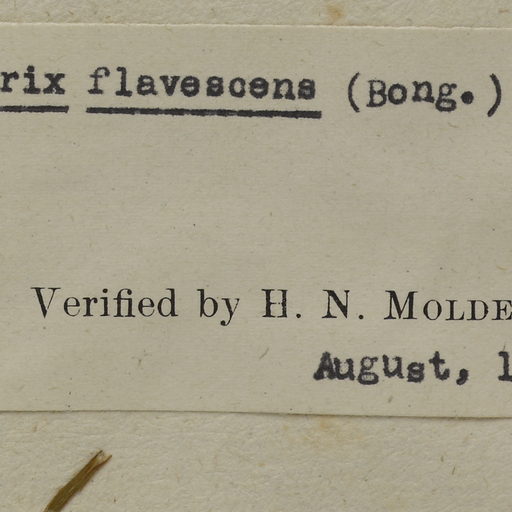 rix flavescens (Bong.)
Verified by H. N. MOLDE
August, 1